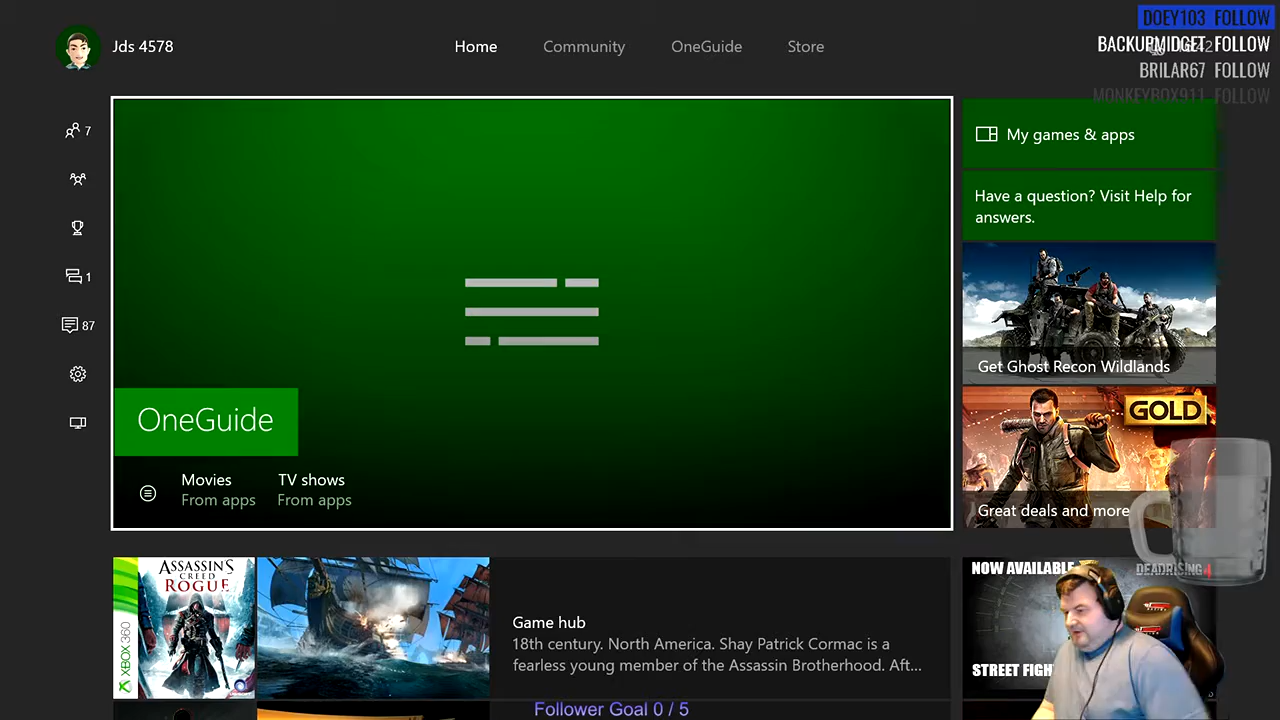 DOEY103 FOLLOW
Jds 4578
Home
Community
OneGuide
Store
BACKUPMIDGET FOLLOW
BRILAR67 FOLLOW
MONKEYBOX911 FOLLOW
7
My games & apps
Have a question? Visit Help for
answers.
1
87
Get Ghost Recon Wildlands
GOLD
OneGuide
Movies
From apps
TV shows
From apps
Great deals and more
ASSASSIN'S
CREED
ROGUE
XBOX 360
Game hub
18th century. North America. Shay Patrick Cormac is a
fearless young member of the Assassin Brotherhood. Aft...
NOW AVAILABLE
DEADRISING 4
STREET FIGH
Follower Goal 0 / 5